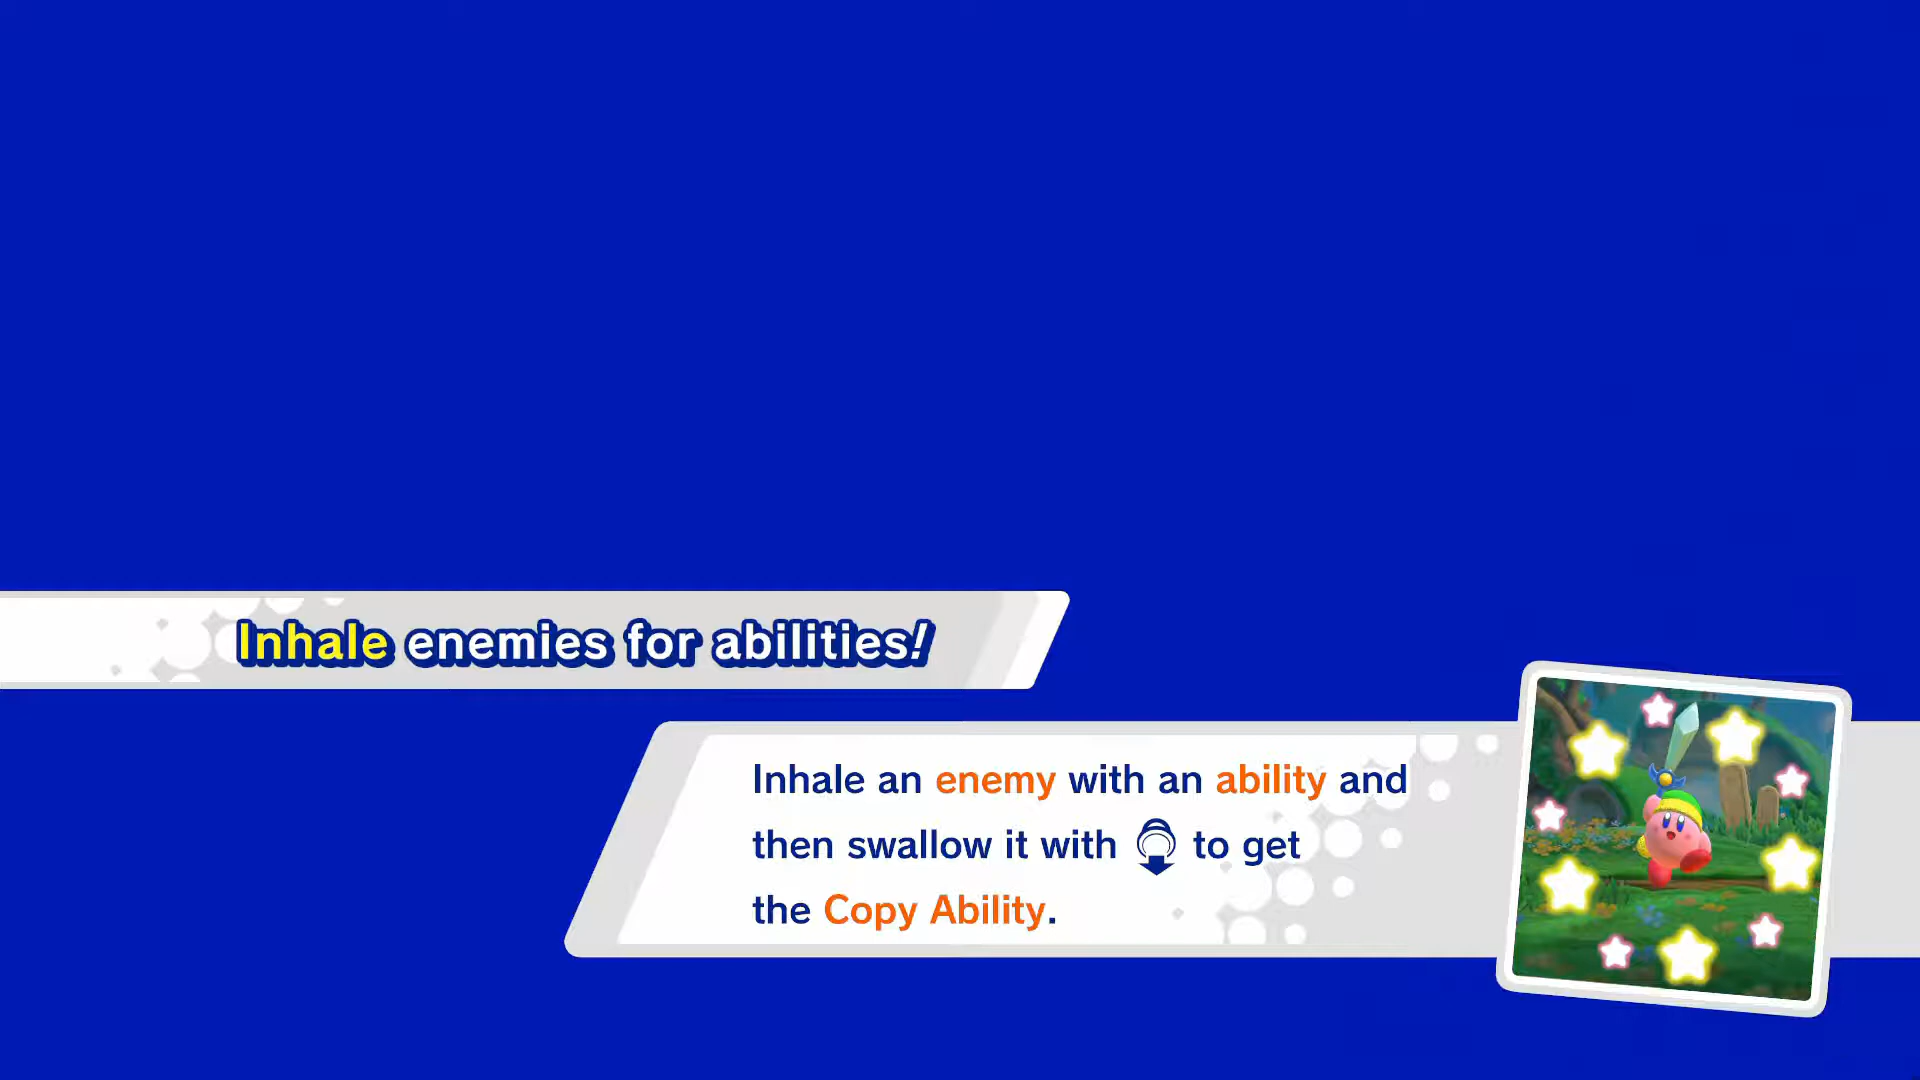 Inhale enemies for abilities!
Inhale an enemy with an ability and
then swallow it with to get
the Copy Ability.